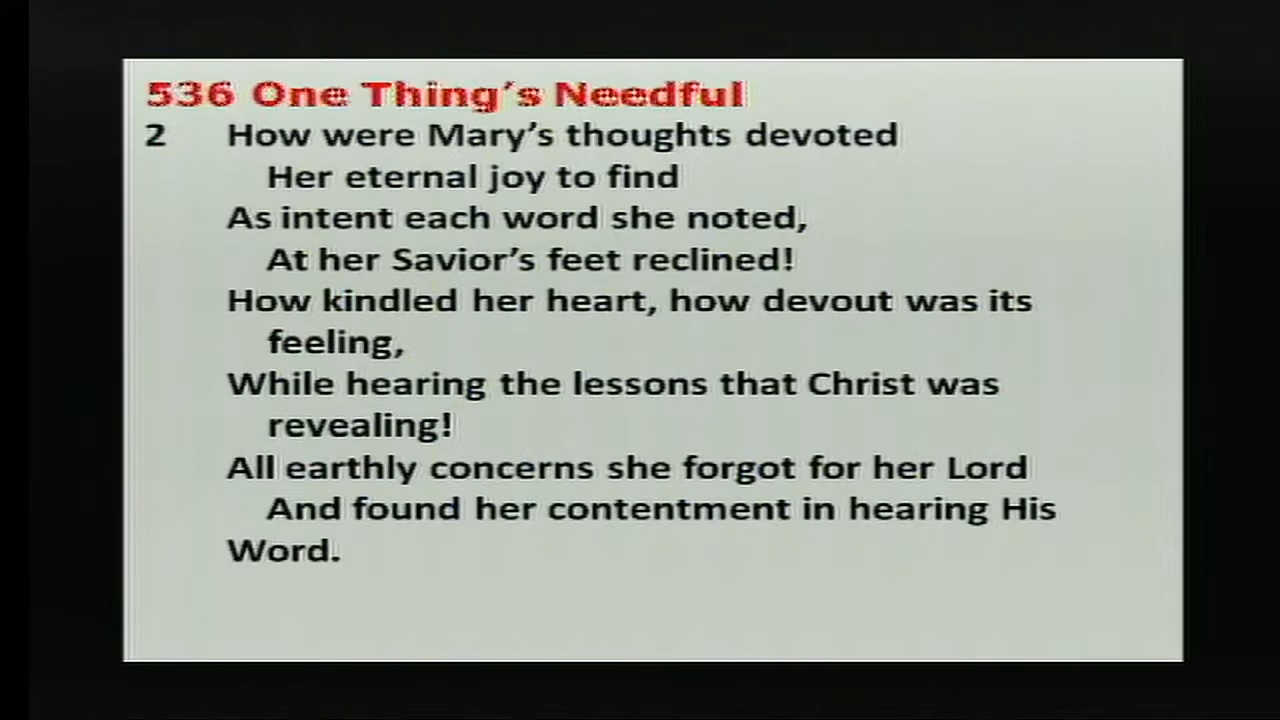 536 One Thing’s Needful
2 How were Mary’s thoughts devoted
Her eternal joy to find
As intent each word she noted,
At her Savior’s feet reclined!
How kindled her heart, how devout was its
feeling,
While hearing the lessons that Christ was
revealing!
All earthly concerns she forgot for her Lord
And found her contentment in hearing His
Word.